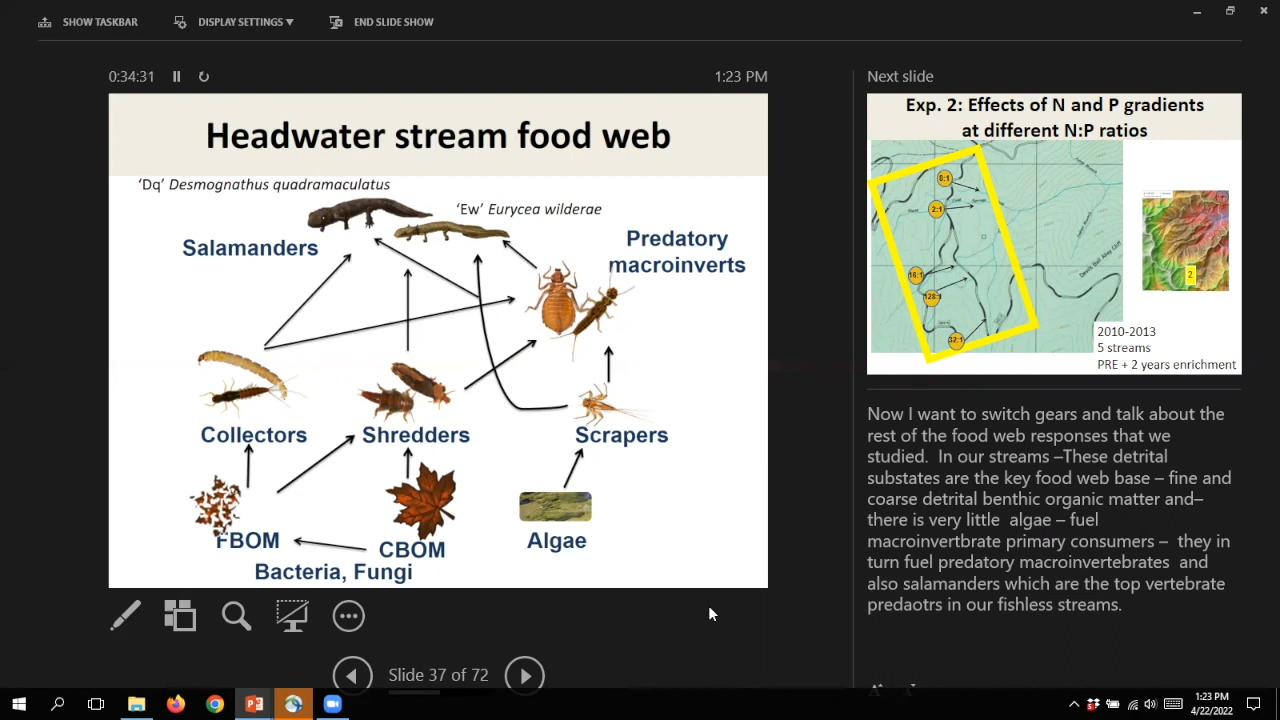 SHOW TASKBAR
DISPLAY SETTINGS ▼
END SLIDE SHOW
0:34:31
1:23 PM
Headwater stream food web
'Dq' Desmognathus quadramaculatus
'Ew' Eurycea wilderae
Salamanders
Predatory
macroinverts
Collectors
Shredders
Scrapers
FBOM
CBOM
Algae
Bacteria, Fungi
Slide 37 of 72
Next slide
Exp. 2: Effects of N and P gradients
at different N:P ratios
8:1
2:1
16:1
128:1
32:1
2
2010-2013
5 streams
PRE + 2 years enrichment
Now I want to switch gears and talk about the
rest of the food web responses that we
studied.  In our streams –These detrital
substates are the key food web base – fine and
coarse detrital benthic organic matter and–
there is very little  algae – fuel
macroinvertbrate primary consumers –  they in
turn fuel predatory macroinvertebrates  and
also salamanders which are the top vertebrate
predaotrs in our fishless streams.
1:23 PM
4/22/2022